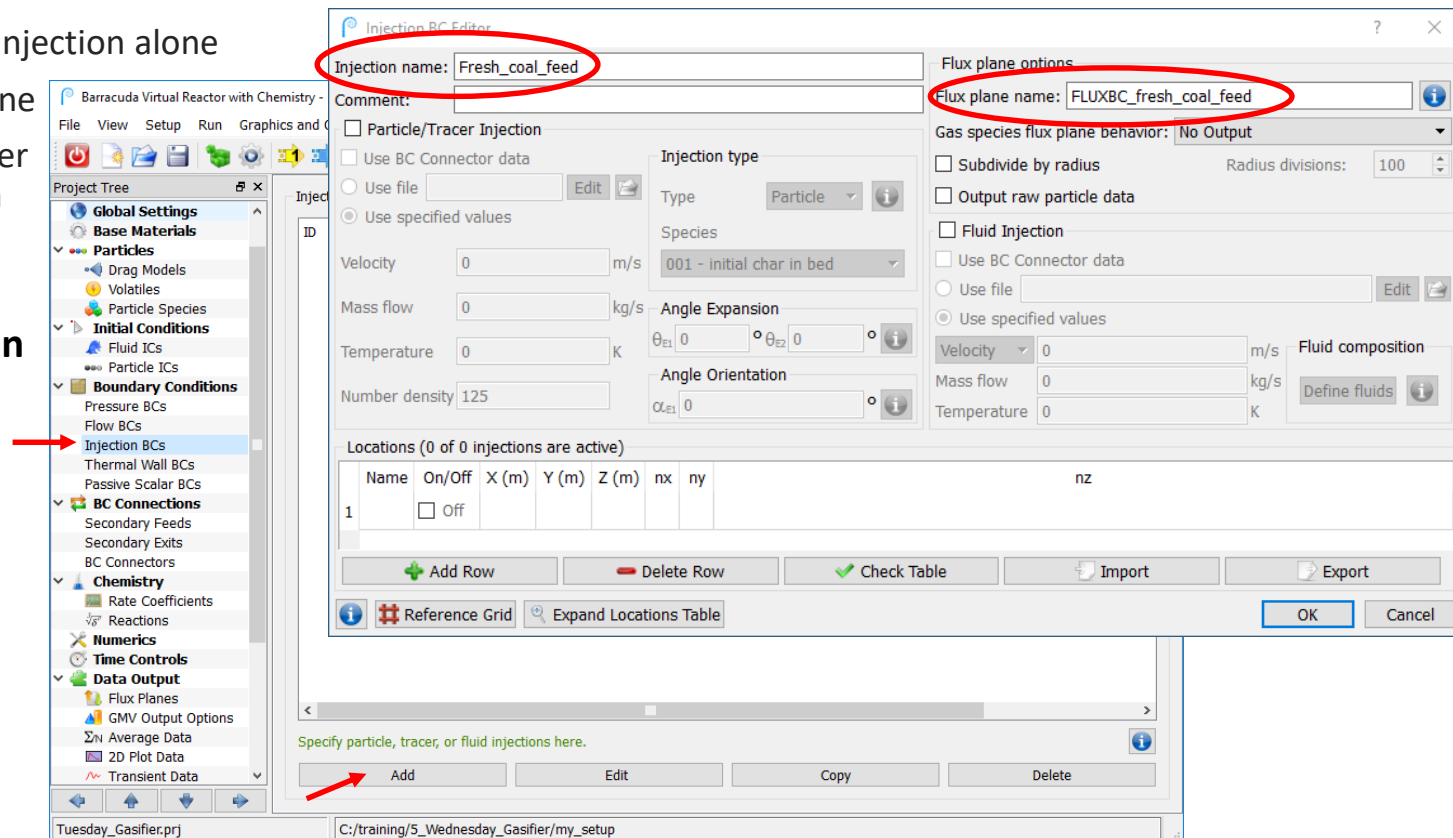 njection alone
ne
er
n
Barracuda Virtual Reactor with Chemistry -
File View Setup Run Graphics and
Project Tree
Global Settings
Base Materials
Particles
Drag Models
Volatiles
Particle Species
Initial Conditions
Fluid ICs
Particle ICs
Boundary Conditions
Pressure BCs
Flow BCs
Injection BCs
Thermal Wall BCs
Passive Scalar BCs
BC Connections
Secondary Feeds
Secondary Exits
BC Connectors
Chemistry
Rate Coefficients
Reactions
Numerics
Time Controls
Data Output
Flux Planes
GMV Output Options
ΣN Average Data
2D Plot Data
Transient Data
Tuesday_Gasifier.prj
Inject
ID
Injection BC Editor ?
Injection name: Fresh_coal_feed
Comment:
Particle/Tracer Injection
Use BC Connector data
Use file Edit
Use specified values
Velocity 0 m/s
Mass flow 0 kg/s
Temperature 0 K
Number density 125
Injection type
Type Particle
Species
001 - initial char in bed
Angle Expansion
θE1 0 ° θE2 0 °
Angle Orientation
αE1 0 °
Flux plane options
Flux plane name: FLUXBC_fresh_coal_feed
Gas species flux plane behavior: No Output
Subdivide by radius Radius divisions: 100
Output raw particle data
Fluid Injection
Use BC Connector data
Use file Edit
Use specified values
Velocity 0 m/s
Mass flow 0 kg/s
Temperature 0 K
Fluid composition
Define fluids
Locations (0 of 0 injections are active)
Name On/Off X (m) Y (m) Z (m) nx ny nz
1 Off
Add Row Delete Row Check Table Import Export
Reference Grid Expand Locations Table OK Cancel
Specify particle, tracer, or fluid injections here.
Add Edit Copy Delete
C:/training/5_Wednesday_Gasifier/my_setup